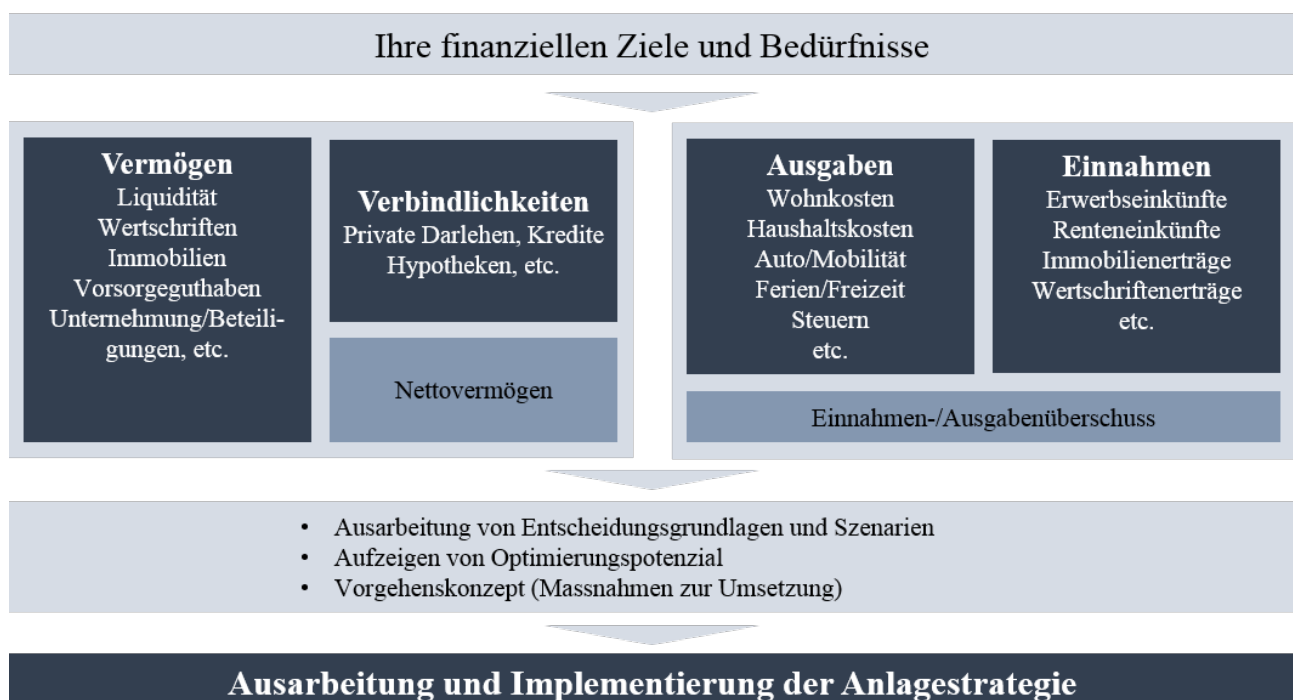 Ihre finanziellen Ziele und Bedürfnisse
Vermögen
Liquidität
Wertschriften
Immobilien
Vorsorgeguthaben
Unternehmung/Beteili-
gungen, etc.
Verbindlichkeiten
Private Darlehen, Kredite
Hypotheken, etc.
Nettovermögen
Ausgaben
Wohnkosten
Haushaltskosten
Auto/Mobilität
Ferien/Freizeit
Steuern
etc.
Einnahmen
Erwerbseinkünfte
Renteneinkünfte
Immobilienerträge
Wertschriftenerträge
etc.
Einnahmen-/Ausgabenüberschuss
• Ausarbeitung von Entscheidungsgrundlagen und Szenarien
• Aufzeigen von Optimierungspotenzial
• Vorgehenskonzept (Massnahmen zur Umsetzung)
Ausarbeitung und Implementierung der Anlagestrategie